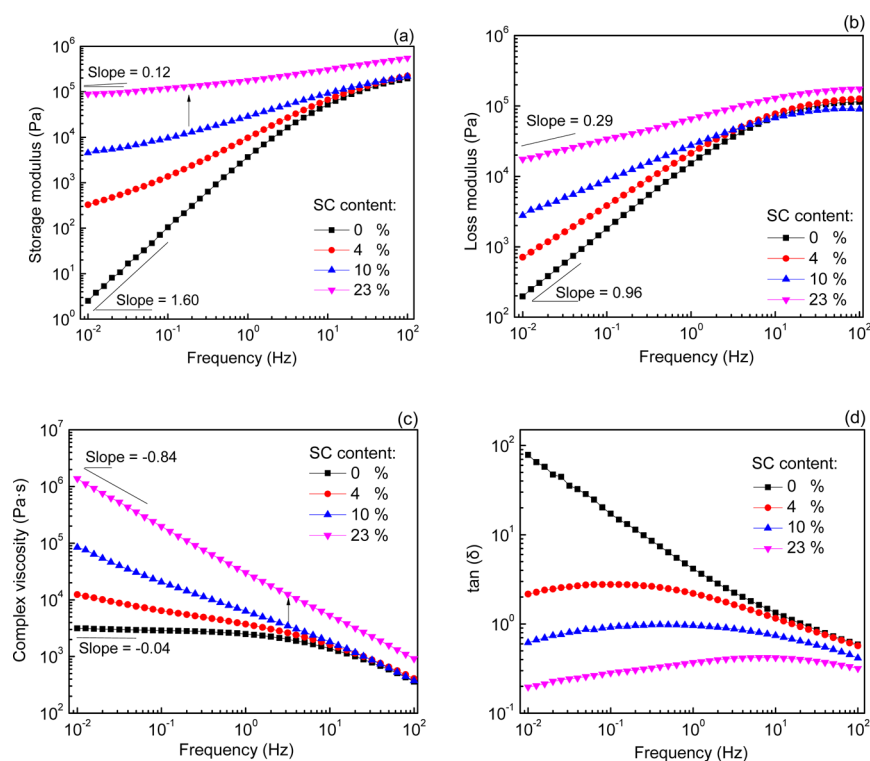 (a)
10^6
10^5
10^4
10^3
10^2
10^1
10^0
Storage modulus (Pa)
Slope = 0.12
SC content:
0 %
4 %
10 %
23 %
Slope = 1.60
10^-2 10^-1 10^0 10^1 10^2
Frequency (Hz)
(b)
10^6
10^5
10^4
10^3
10^2
Loss modulus (Pa)
Slope = 0.29
SC content:
0 %
4 %
10 %
23 %
Slope = 0.96
10^-2 10^-1 10^0 10^1 10^2
Frequency (Hz)
(c)
10^7
10^6
10^5
10^4
10^3
10^2
Complex viscosity (Pa·s)
Slope = -0.84
SC content:
0 %
4 %
10 %
23 %
Slope = -0.04
10^-2 10^-1 10^0 10^1 10^2
Frequency (Hz)
(d)
10^2
10^1
10^0
10^-1
tan (δ)
SC content:
0 %
4 %
10 %
23 %
10^-2 10^-1 10^0 10^1 10^2
Frequency (Hz)